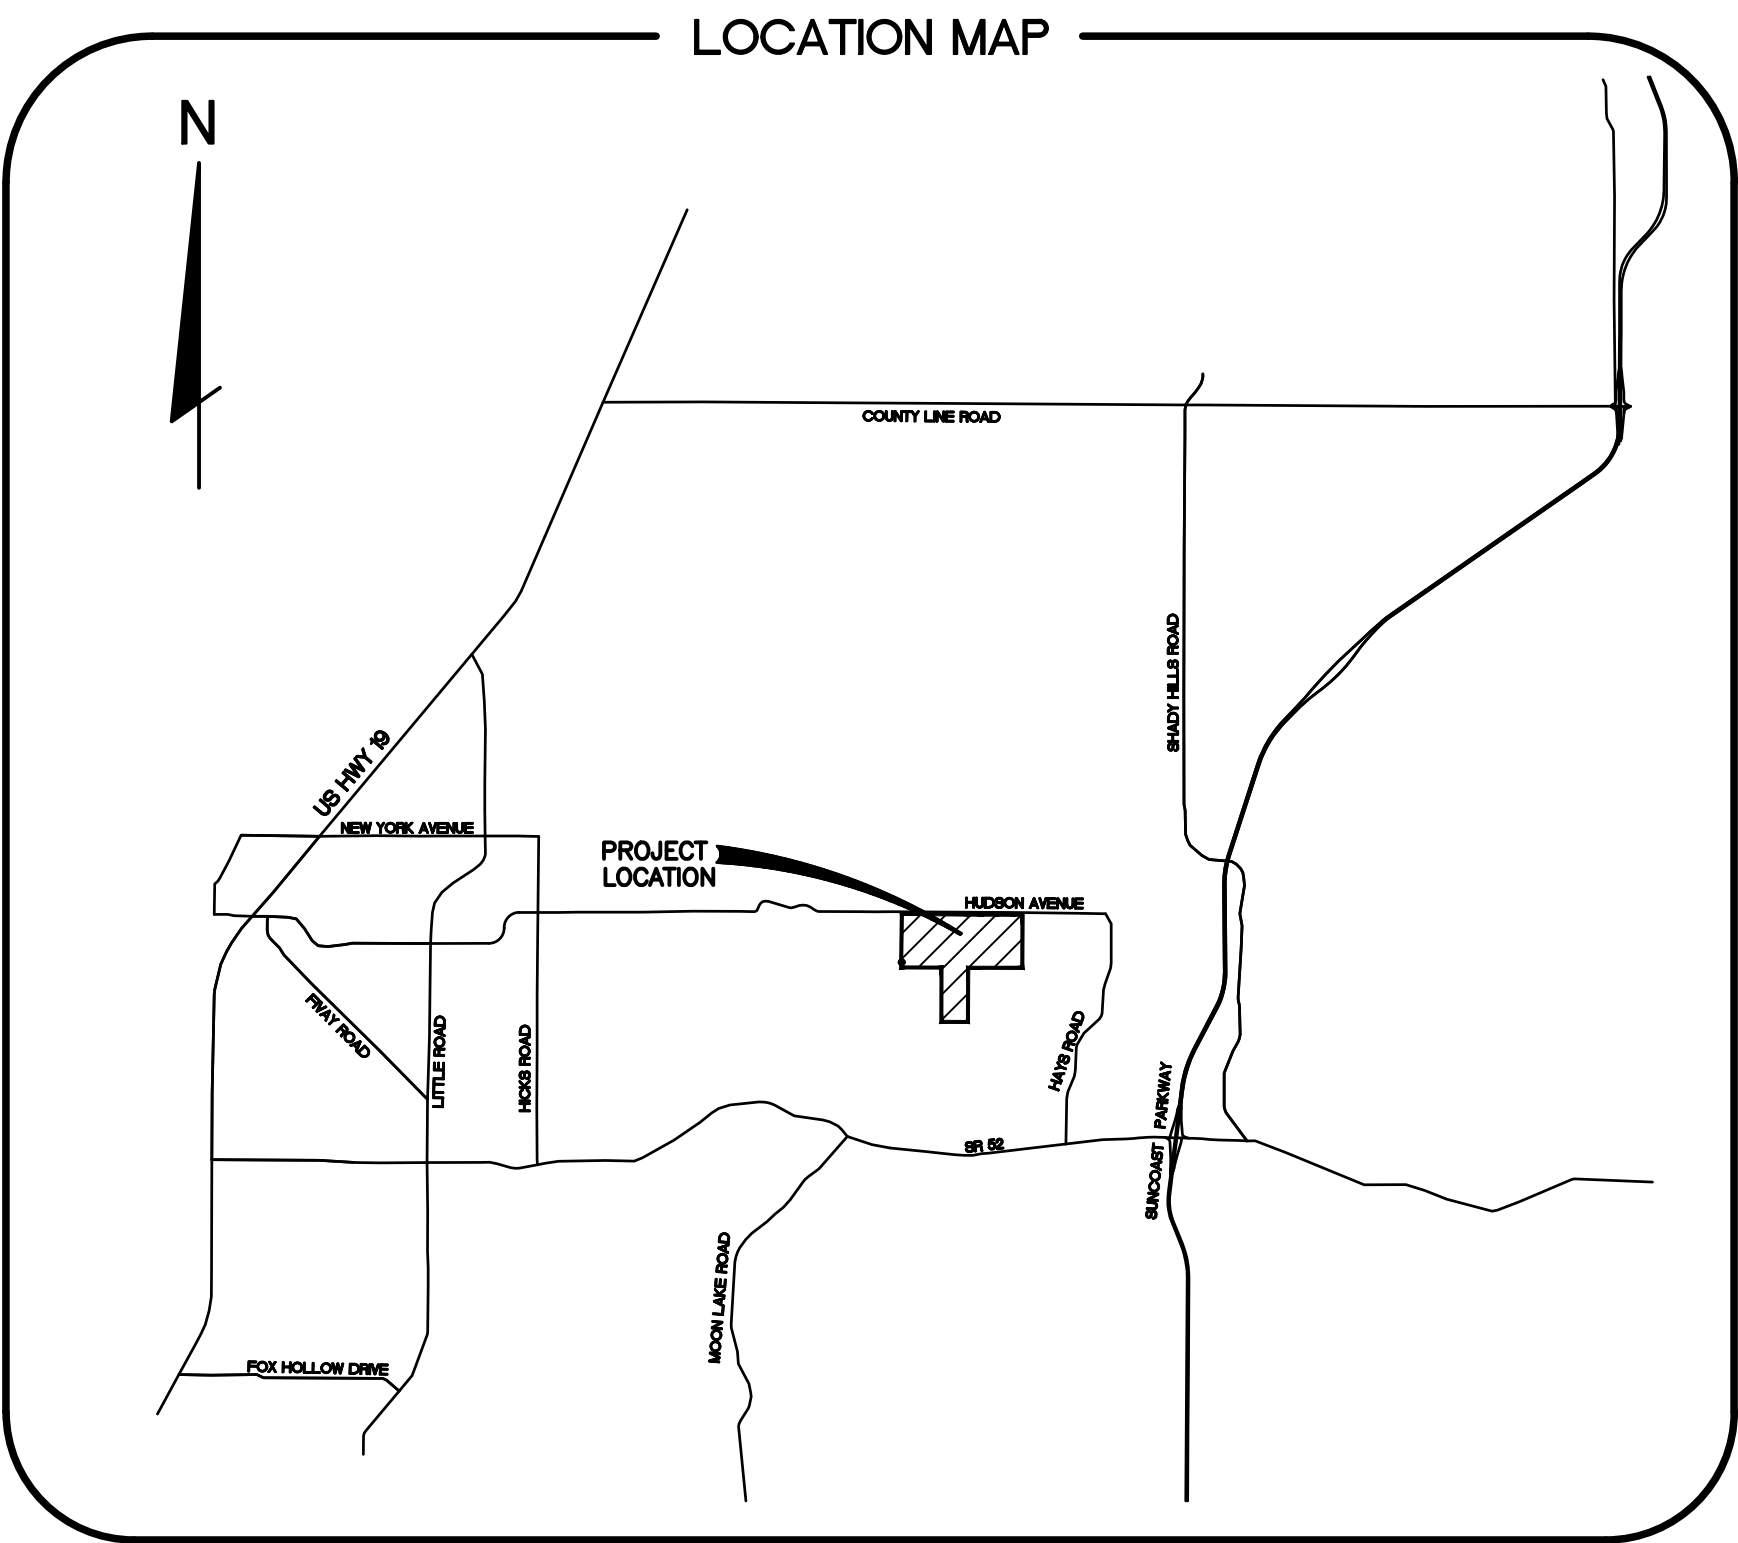 LOCATION MAP
N
COUNTY LINE ROAD
SHADY HILLS ROAD
US HWY 19
NEW YORK AVENUE
PROJECT
LOCATION
HUDSON AVENUE
FIVAY ROAD
LITTLE ROAD
HICKS ROAD
HAYS ROAD
SUNCOAST PARKWAY
SR 52
MOON LAKE ROAD
FOX HOLLOW DRIVE